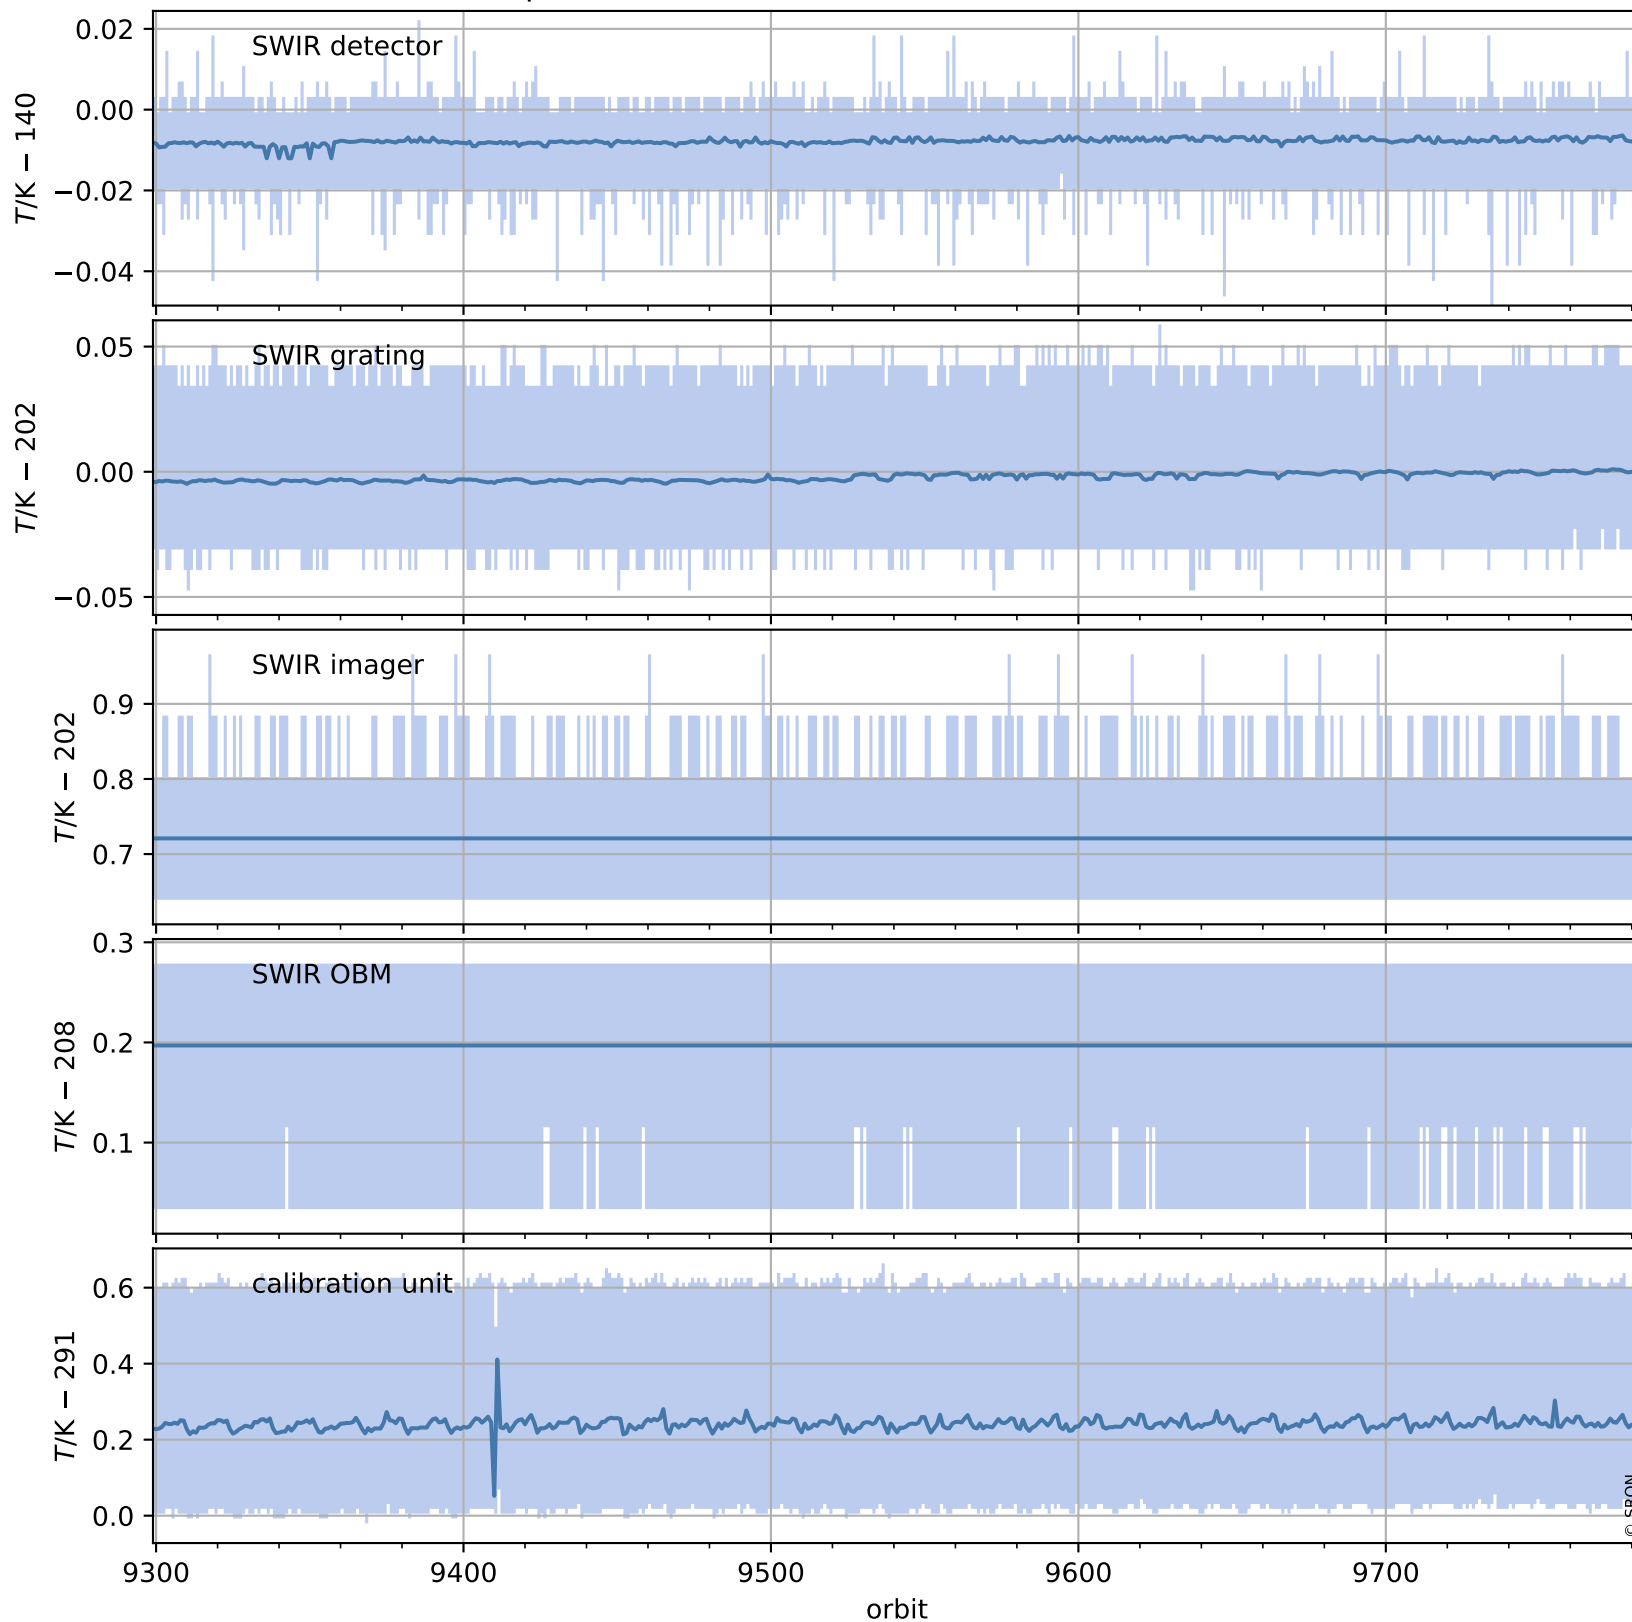 0.02
0.00
−0.02
−0.04
T/K − 140
SWIR detector
0.05
0.00
−0.05
T/K − 202
SWIR grating
0.9
0.8
0.7
T/K − 202
SWIR imager
0.3
0.2
0.1
T/K − 208
SWIR OBM
0.6
0.4
0.2
0.0
T/K − 291
calibration unit
9300 9400 9500 9600 9700
orbit
© SRON